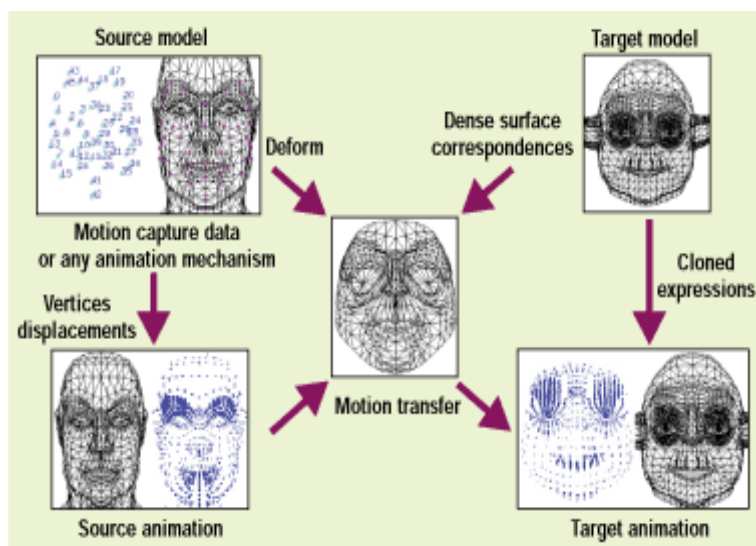 Source model
Target model
Deform
Dense surface
correspondences
Motion capture data
or any animation mechanism
Cloned
expressions
Vertices
displacements
Motion transfer
Source animation
Target animation